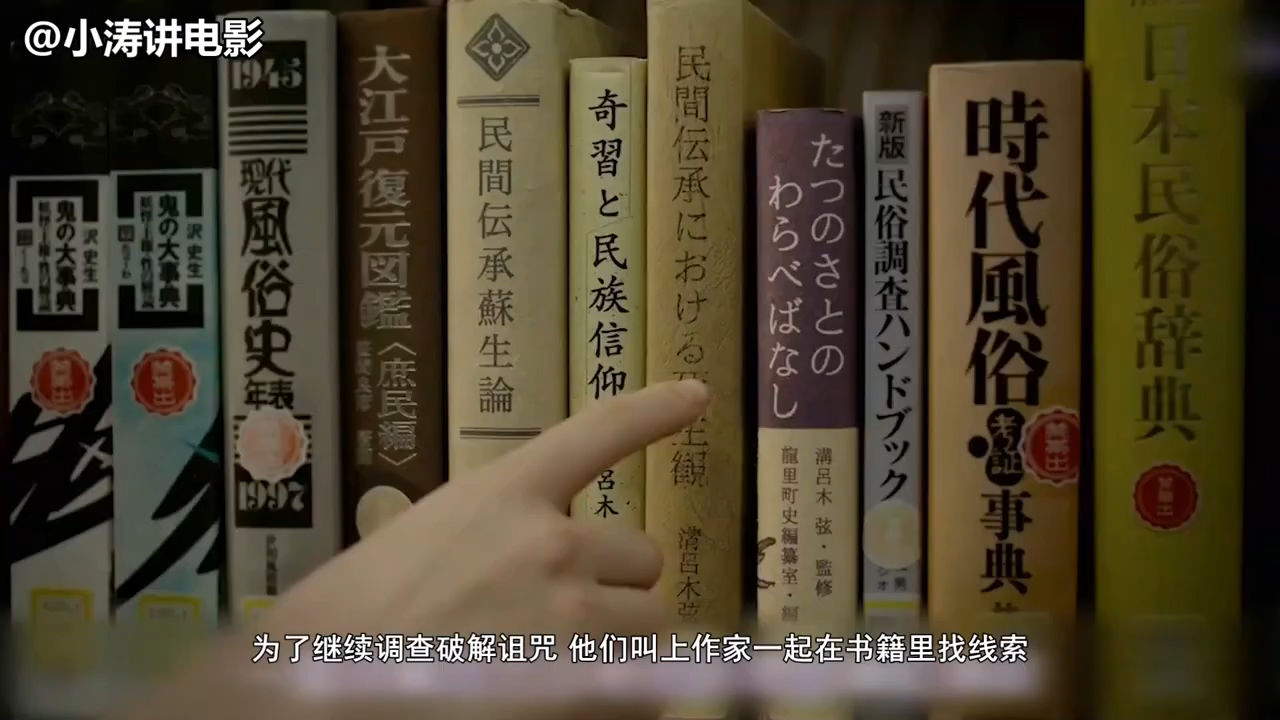 @小涛讲电影
鬼の大事典
沢史生
鬼の大事典
沢史生
1945
現代風俗史年表
1997
大江戸復元図鑑〈庶民編〉
民間伝承蘇生論
奇習と民族信仰
呂木
民間伝承における
観
溝呂木弦
たつのさとの
わらべばなし
溝呂木 弦・監修
龍里町史編纂室・編
新版 民俗調査ハンドブック
時代風俗考証事典
日本民俗辞典
为了继续调查破解诅咒 他们叫上作家一起在书籍里找线索